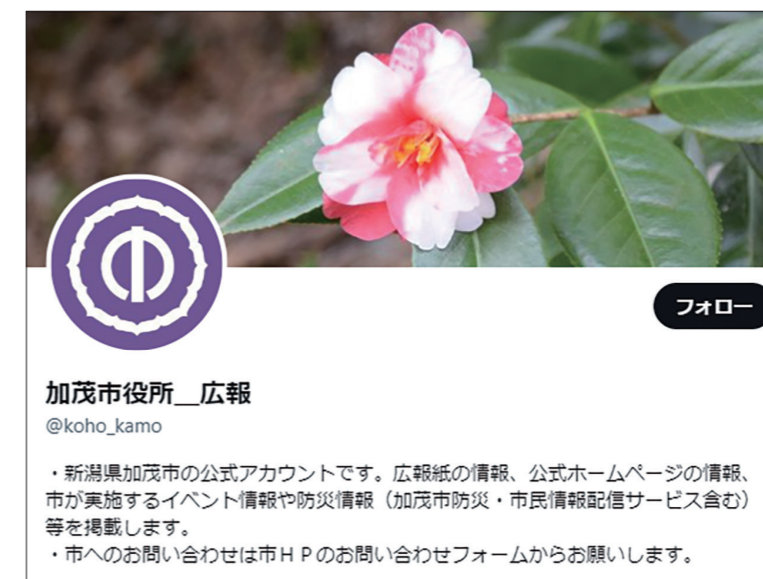 フォロー
加茂市役所＿広報
@koho_kamo
・新潟県加茂市の公式アカウントです。広報紙の情報、公式ホームページの情報、
市が実施するイベント情報や防災情報（加茂市防災・市民情報配信サービス含む）
等を掲載します。
・市へのお問い合わせは市ＨＰのお問い合わせフォームからお願いします。